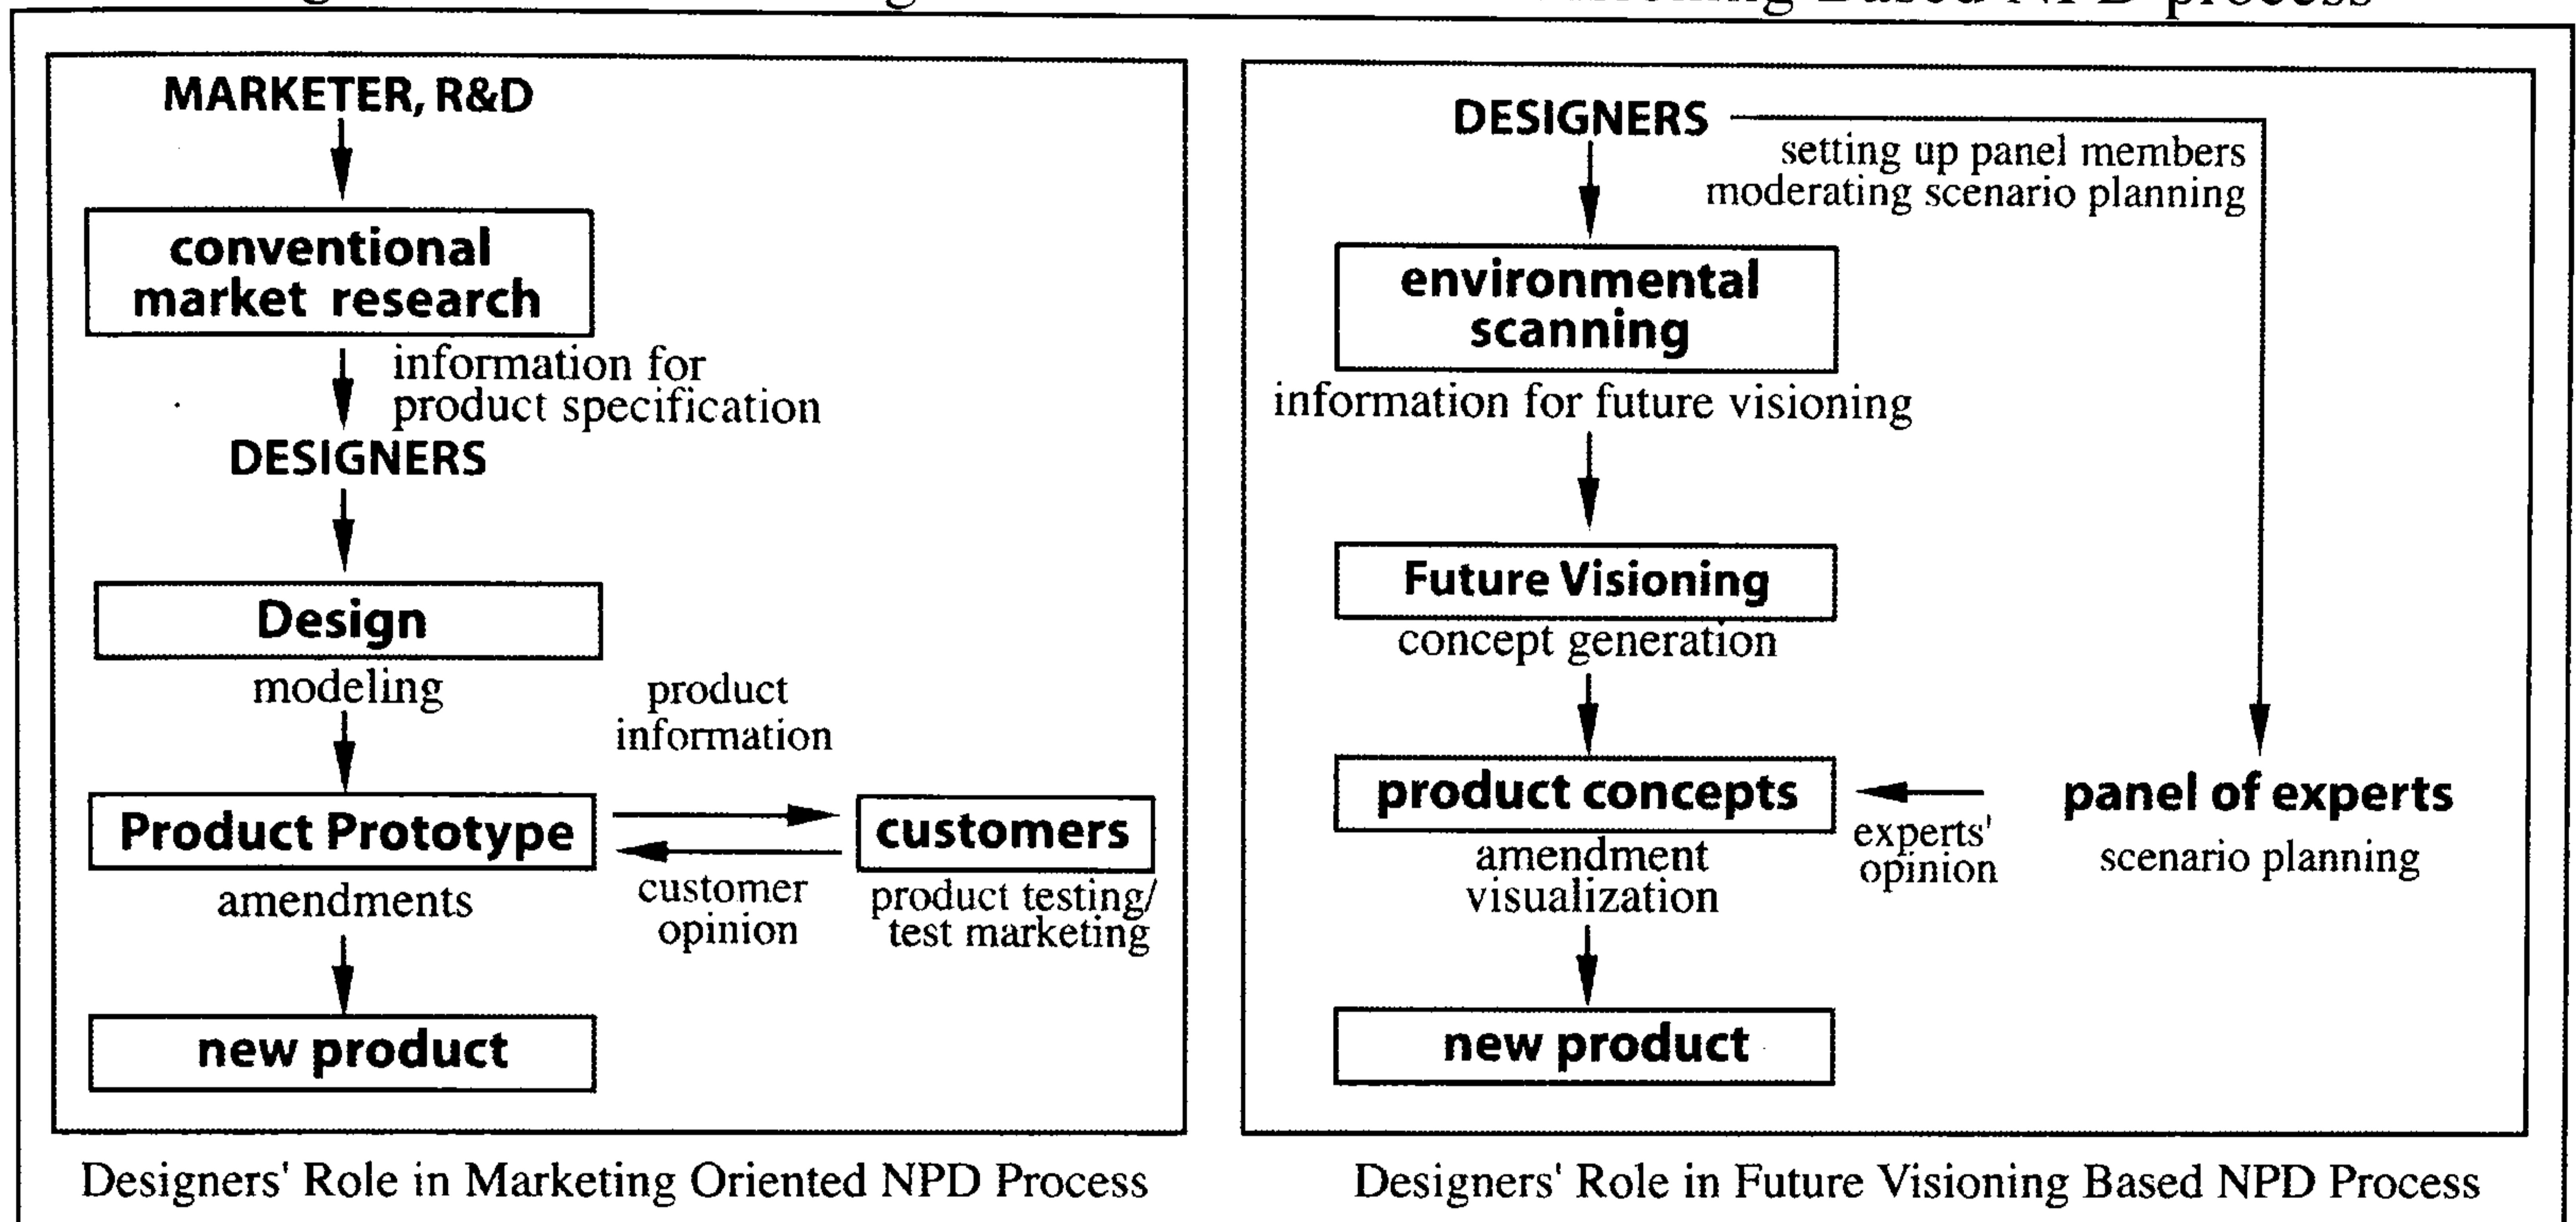 Based NPD process
MARKETER, R&D
conventional
market research
information for
product specification
DESIGNERS
Design
modeling
product
information
Product Prototype
customers
amendments
customer
opinion
product testing/
test marketing
new product
Designers' Role in Marketing Oriented NPD Process
DESIGNERS
setting up panel members
moderating scenario planning
environmental
scanning
information for future visioning
Future Visioning
concept generation
product concepts
experts'
opinion
panel of experts
scenario planning
amendment
visualization
new product
Designers' Role in Future Visioning Based NPD Process